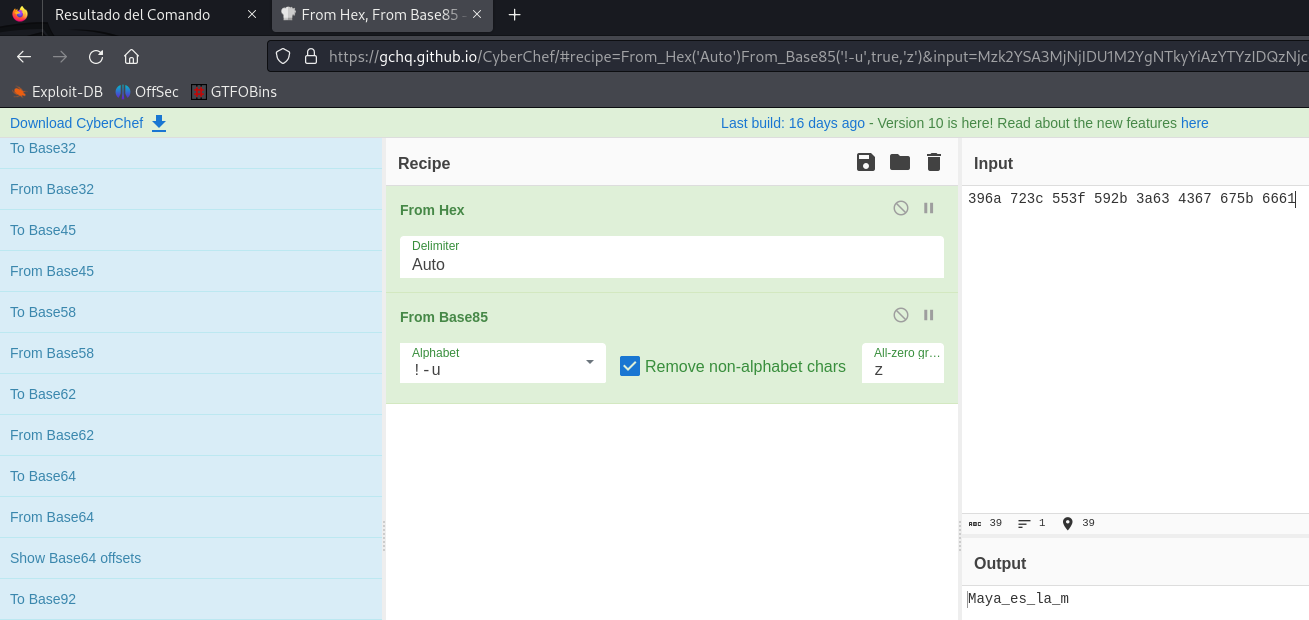 Resultado del Comando × From Hex, From Base85 - × +
https://gchq.github.io/CyberChef/#recipe=From_Hex('Auto')From_Base85('!-u',true,'z')&input=Mzk2YSA3MjNjIDU1M2YgNTkyYiAzYTYzIDQzNjc
Exploit-DB OffSec GTFOBins
Download CyberChef Last build: 16 days ago - Version 10 is here! Read about the new features here
To Base32
From Base32
To Base45
From Base45
To Base58
From Base58
To Base62
From Base62
To Base64
From Base64
Show Base64 offsets
To Base92
Recipe
From Hex
Delimiter
Auto
From Base85
Alphabet
!-u
Remove non-alphabet chars
All-zero gr...
z
Input
396a 723c 553f 592b 3a63 4367 675b 6661
ABC 39 1 39
Output
Maya_es_la_m